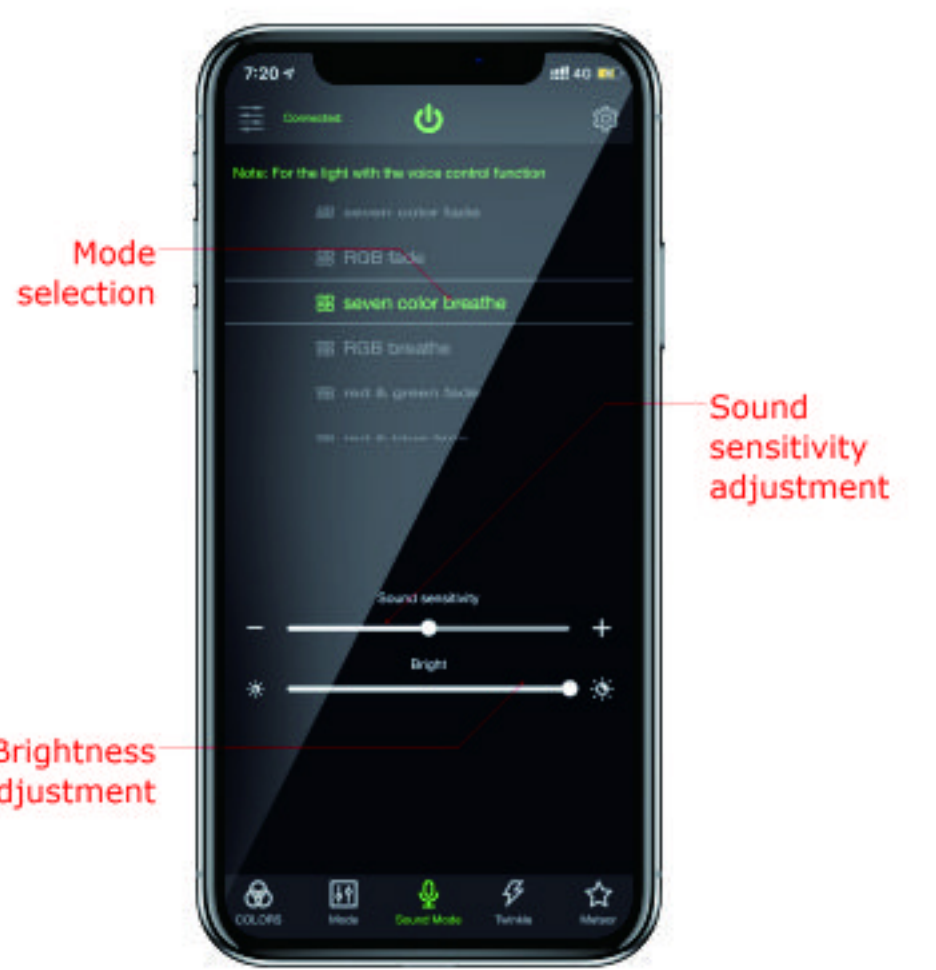 7:20
4G
Connected
Note: For the light with the voice control function
seven color fade
RGB fade
Mode
selection
seven color breathe
RGB breathe
red & green fade
Sound
sensitivity
adjustment
Sound sensitivity
Bright
Brightness
djustment
COLORS
Mode
Sound Mode
Twinkle
Meteor